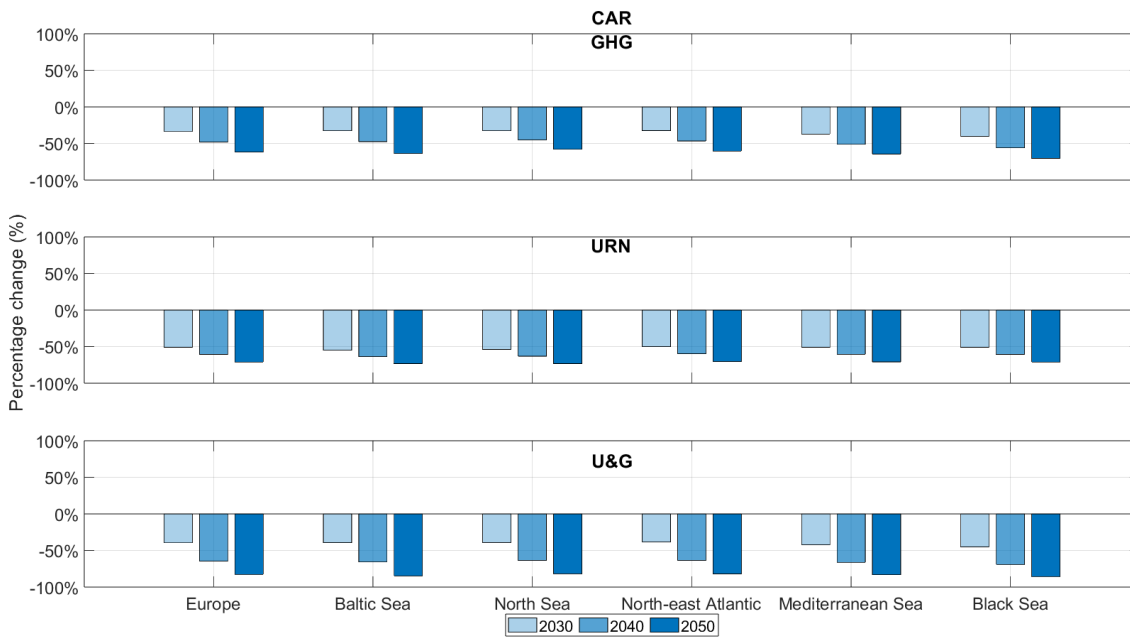 CAR
GHG
100%
50%
0%
-50%
-100%
URN
100%
50%
0%
-50%
-100%
Percentage change (%)
U&G
100%
50%
0%
-50%
-100%
Europe Baltic Sea North Sea North-east Atlantic Mediterranean Sea Black Sea
2030 2040 2050